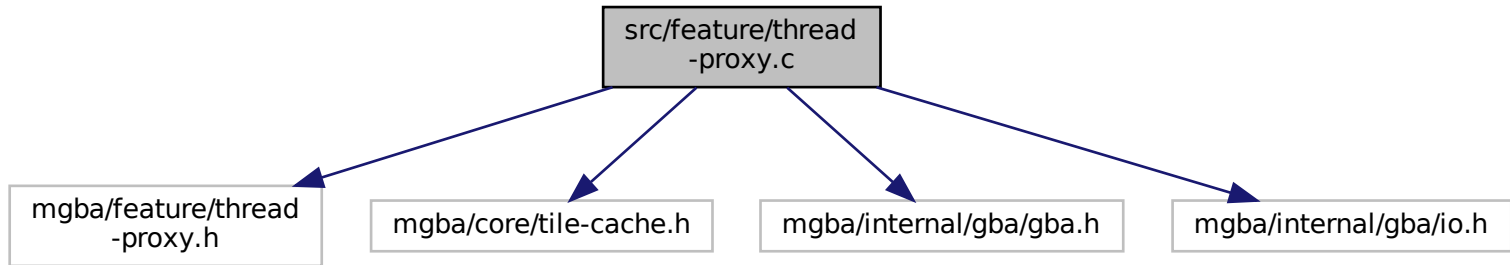 src/feature/thread
-proxy.c
mgba/feature/thread
-proxy.h
mgba/core/tile-cache.h
mgba/internal/gba/gba.h
mgba/internal/gba/io.h